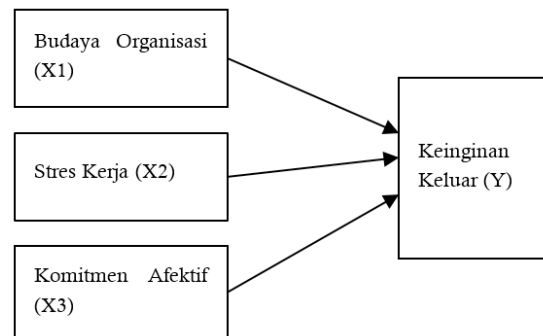 Budaya Organisasi
(X1)
Stres Kerja (X2)
Komitmen Afektif
(X3)
Keinginan
Keluar (Y)